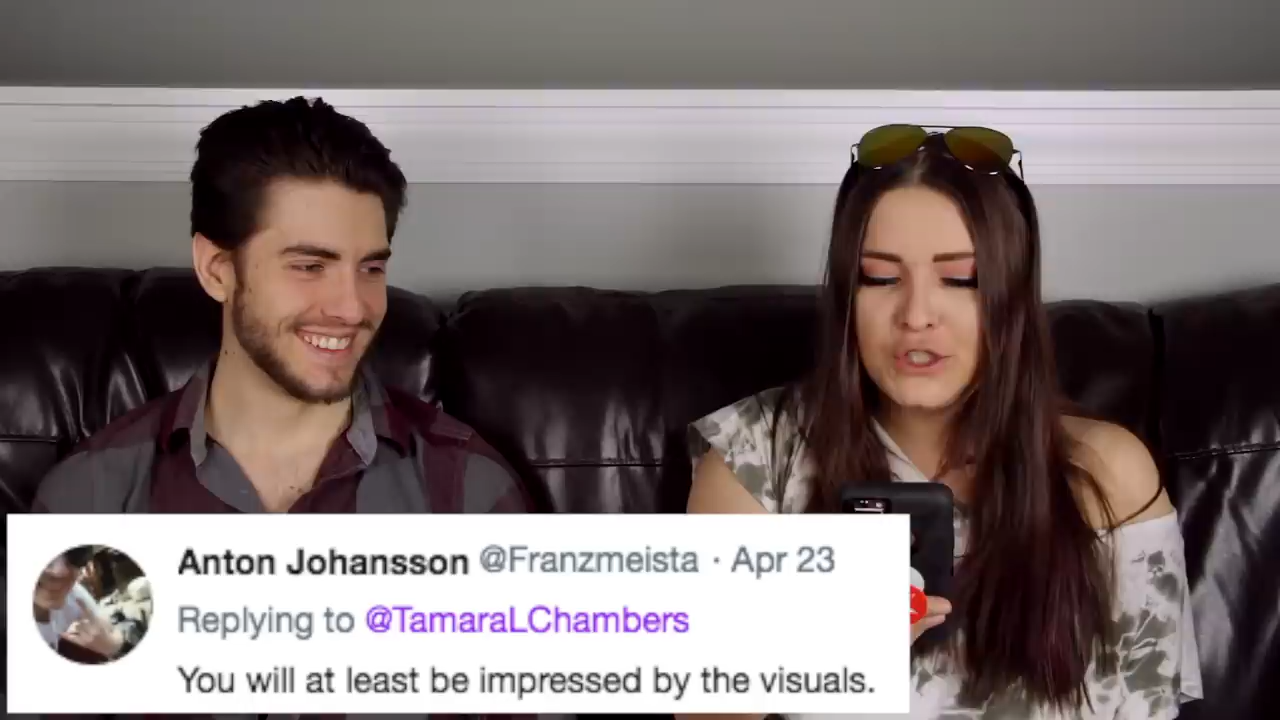 Anton Johansson @Franzmeista · Apr 23
Replying to @TamaraLChambers
You will at least be impressed by the visuals.